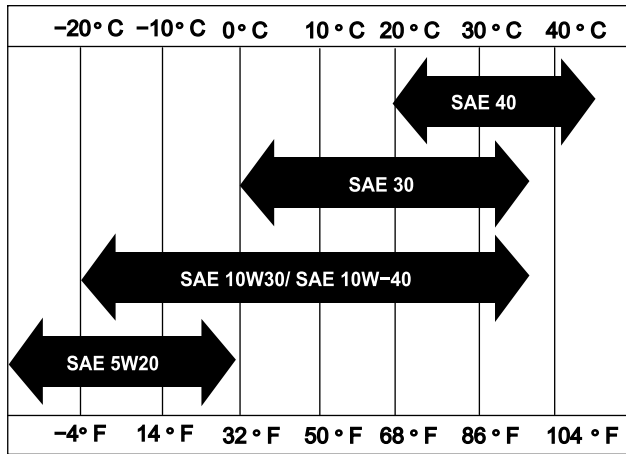 −20° C −10° C 0° C 10° C 20° C 30° C 40° C
SAE 40
SAE 30
SAE 10W30/ SAE 10W−40
SAE 5W20
−4° F 14° F 32° F 50° F 68° F 86° F 104° F